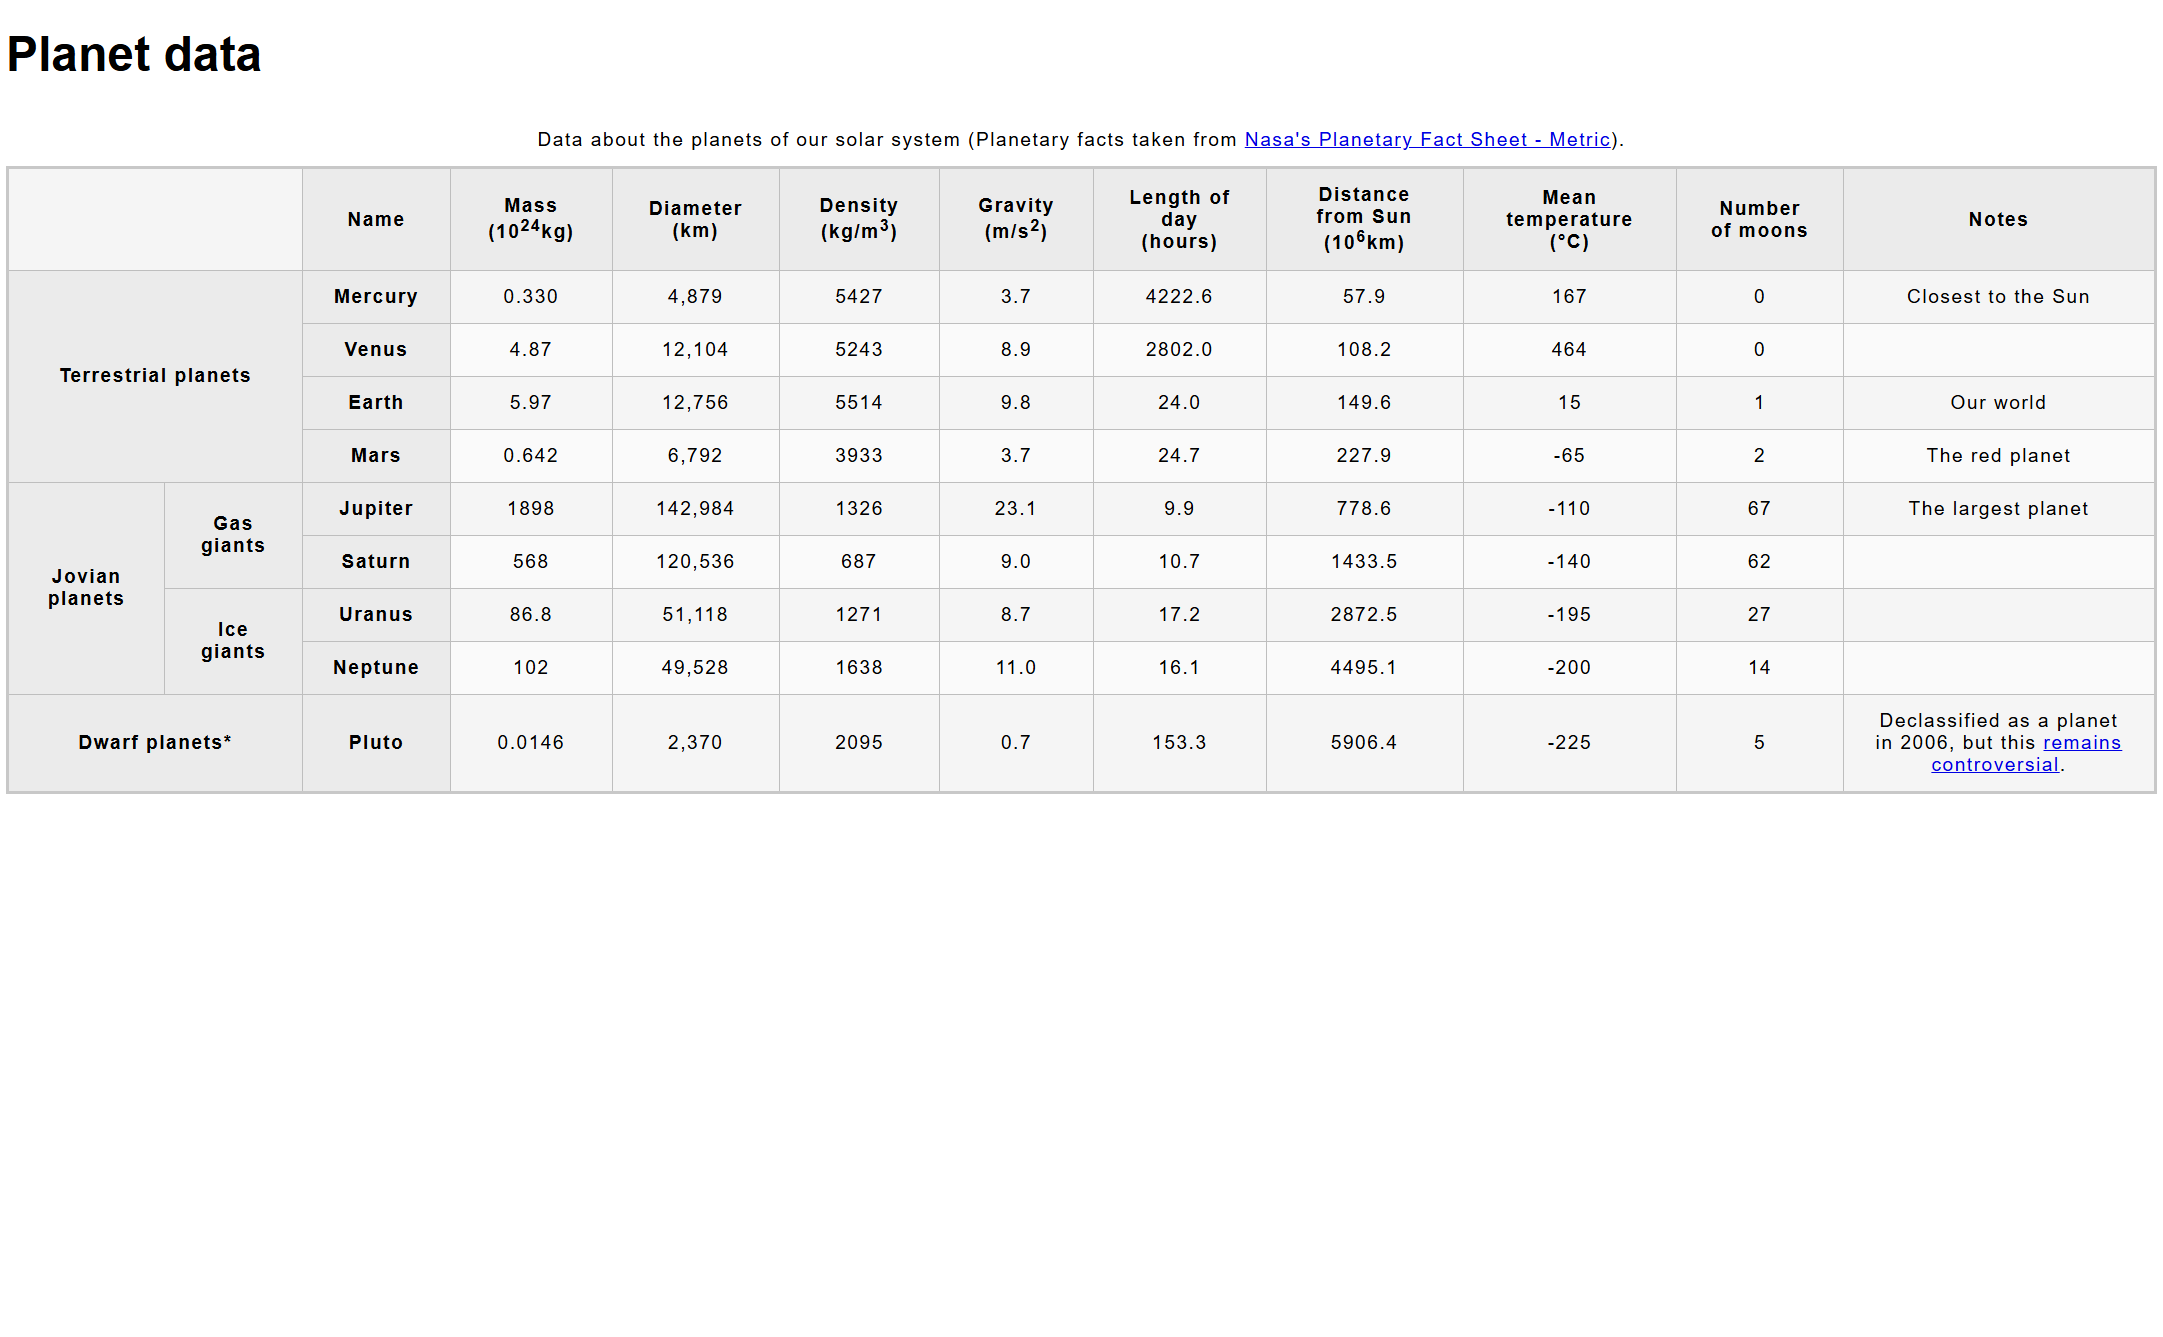 Planet data
Data about the planets of our solar system (Planetary facts taken from Nasa's Planetary Fact Sheet - Metric).
Name Mass (10²⁴kg) Diameter (km) Density (kg/m³) Gravity (m/s²) Length of day (hours) Distance from Sun (10⁶km) Mean temperature (°C) Number of moons Notes
Terrestrial planets
Mercury 0.330 4,879 5427 3.7 4222.6 57.9 167 0 Closest to the Sun
Venus 4.87 12,104 5243 8.9 2802.0 108.2 464 0
Earth 5.97 12,756 5514 9.8 24.0 149.6 15 1 Our world
Mars 0.642 6,792 3933 3.7 24.7 227.9 -65 2 The red planet
Jovian planets
Gas giants
Jupiter 1898 142,984 1326 23.1 9.9 778.6 -110 67 The largest planet
Saturn 568 120,536 687 9.0 10.7 1433.5 -140 62
Ice giants
Uranus 86.8 51,118 1271 8.7 17.2 2872.5 -195 27
Neptune 102 49,528 1638 11.0 16.1 4495.1 -200 14
Dwarf planets* Pluto 0.0146 2,370 2095 0.7 153.3 5906.4 -225 5 Declassified as a planet in 2006, but this remains controversial.